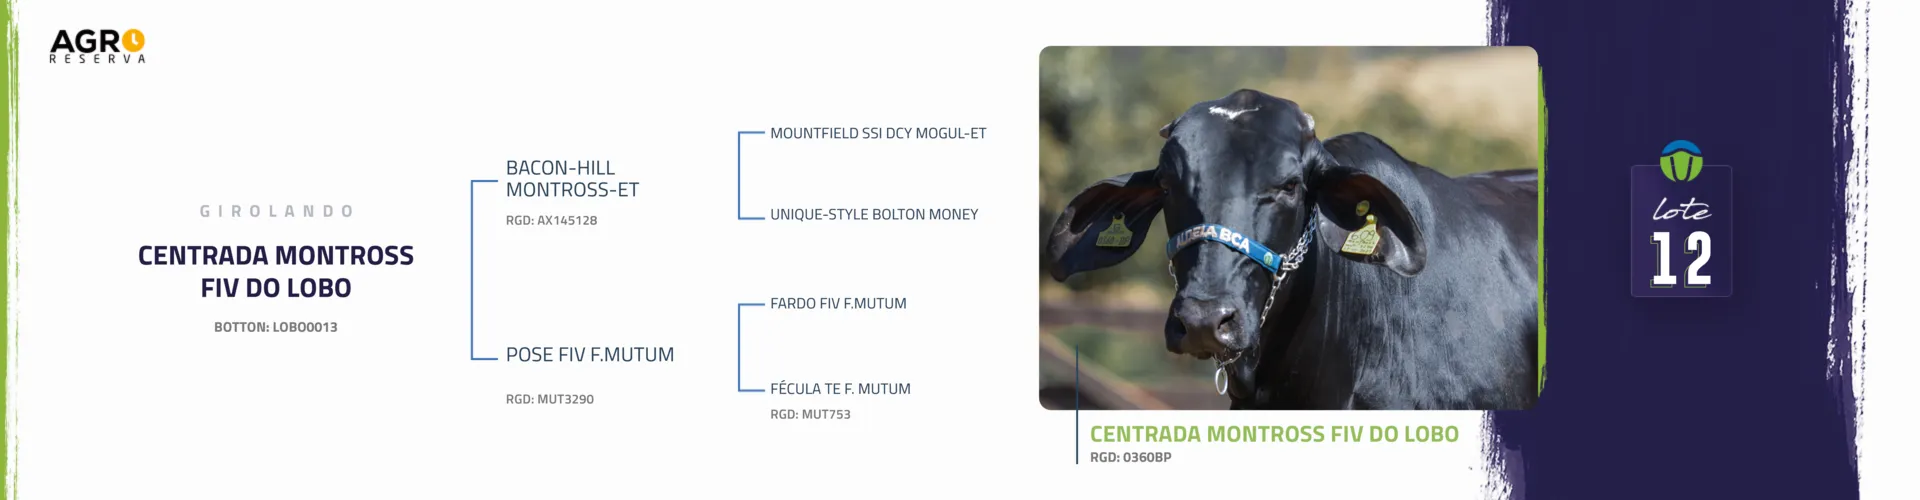 AGRO
RESERVA
GIROLANDO
CENTRADA MONTROSS
FIV DO LOBO
BOTTON: LOBO0013
BACON-HILL
MONTROSS-ET
RGD: AX145128
POSE FIV F.MUTUM
RGD: MUT3290
MOUNTFIELD SSI DCY MOGUL-ET
UNIQUE-STYLE BOLTON MONEY
FARDO FIV F.MUTUM
FÉCULA TE F. MUTUM
RGD: MUT753
BCA
CENTRADA MONTROSS FIV DO LOBO
RGD: 0360BP
lote
12